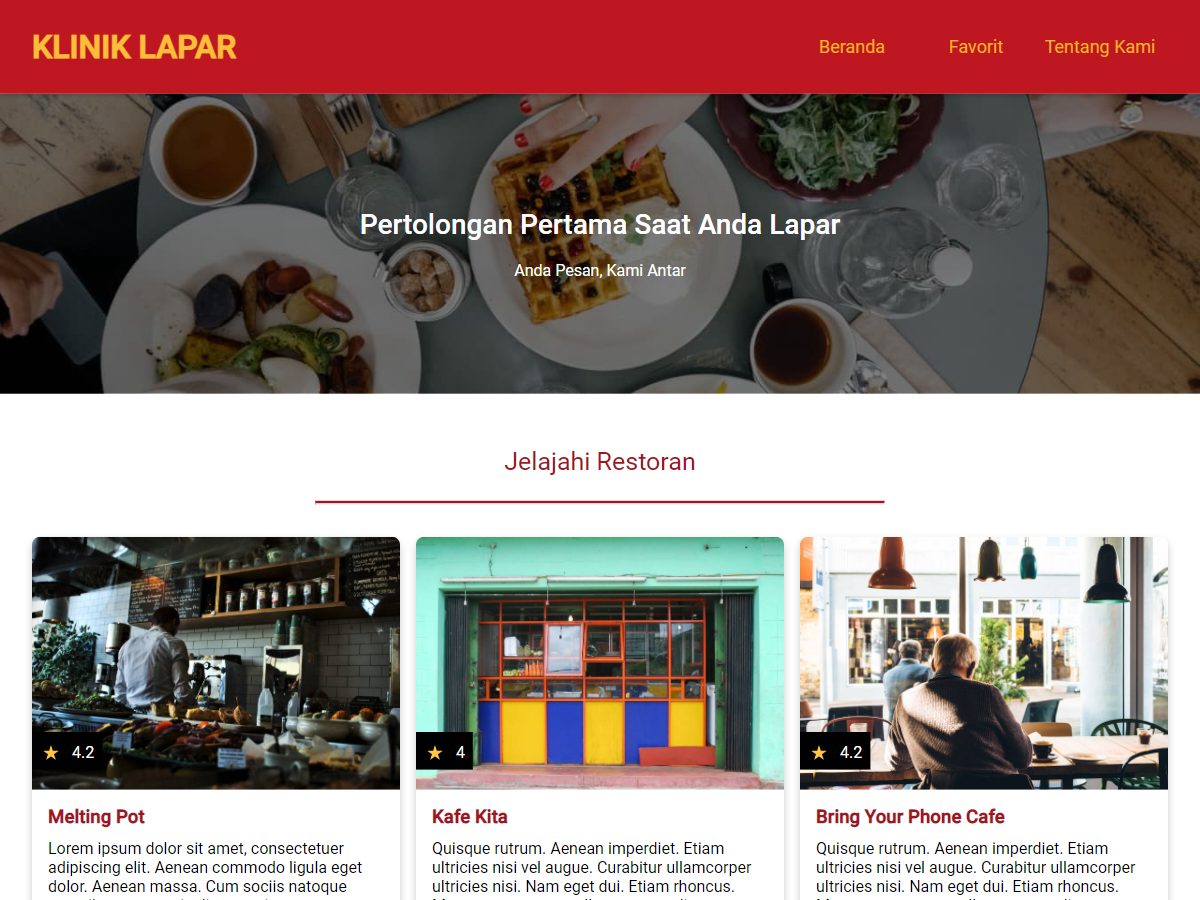 KLINIK LAPAR
Beranda
Favorit
Tentang Kami
Pertolongan Pertama Saat Anda Lapar
Anda Pesan, Kami Antar
Jelajahi Restoran
4.2
4
4.2
Melting Pot
Lorem ipsum dolor sit amet, consectetuer
adipiscing elit. Aenean commodo ligula eget
dolor. Aenean massa. Cum sociis natoque
Kafe Kita
Quisque rutrum. Aenean imperdiet. Etiam
ultricies nisi vel augue. Curabitur ullamcorper
ultricies nisi. Nam eget dui. Etiam rhoncus.
Bring Your Phone Cafe
Quisque rutrum. Aenean imperdiet. Etiam
ultricies nisi vel augue. Curabitur ullamcorper
ultricies nisi. Nam eget dui. Etiam rhoncus.